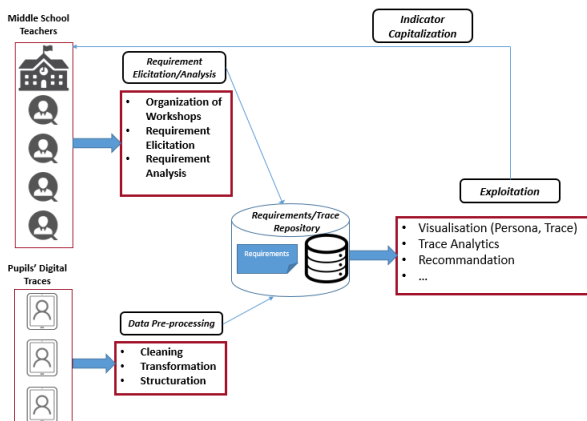 Middle School
Teachers
Indicator
Capitalization
Requirement
Elicitation/Analysis
• Organization of
Workshops
• Requirement
Elicitation
• Requirement
Analysis
Exploitation
Requirements/Trace
Repository
Requirements
• Visualisation (Persona, Trace)
• Trace Analytics
• Recommandation
• ...
Pupils' Digital
Traces
Data Pre-processing
• Cleaning
• Transformation
• Structuration